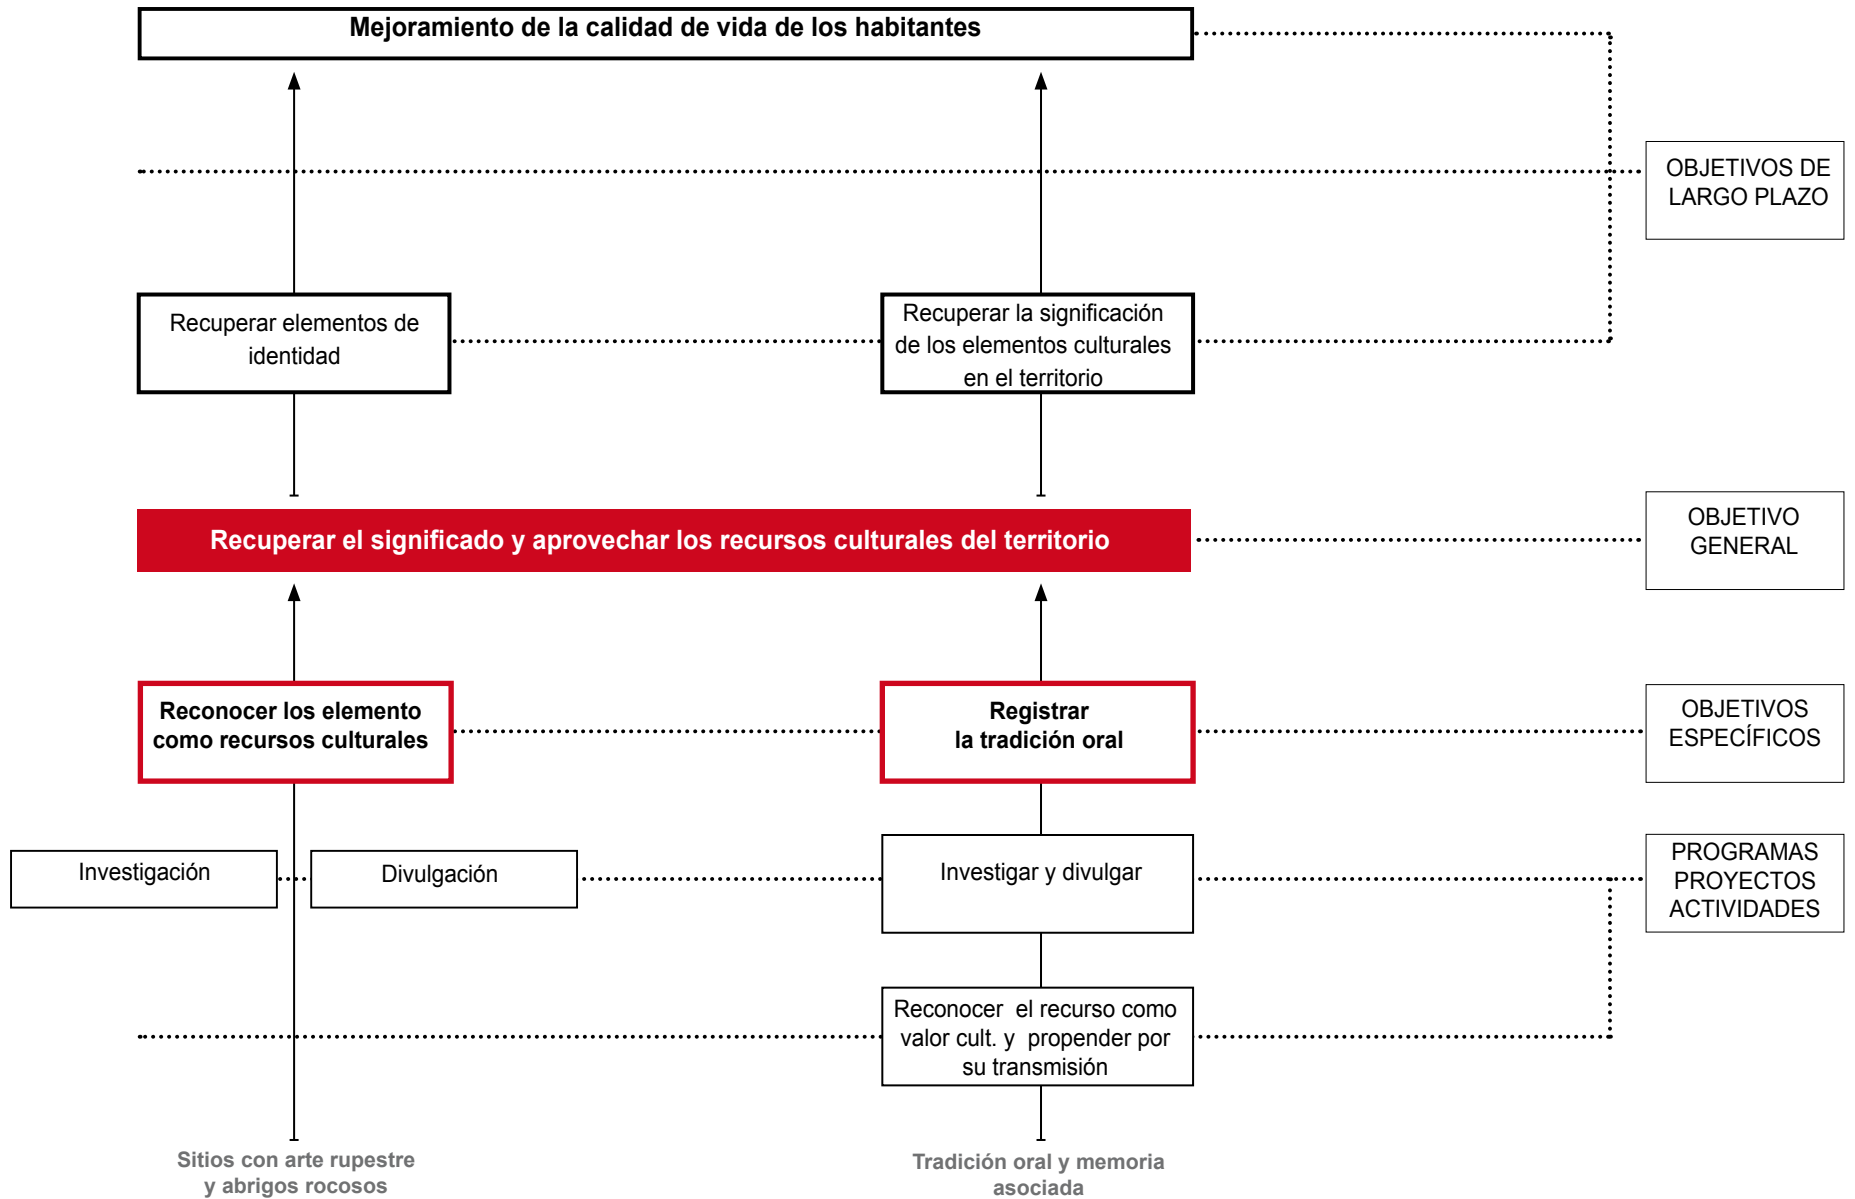 Mejoramiento de la calidad de vida de los habitantes
OBJETIVOS DE
LARGO PLAZO
Recuperar elementos de
identidad
Recuperar la significación
de los elementos culturales
en el territorio
Recuperar el significado y aprovechar los recursos culturales del territorio
OBJETIVO
GENERAL
Reconocer los elemento
como recursos culturales
Registrar
la tradición oral
OBJETIVOS
ESPECÍFICOS
Investigación
Divulgación
Investigar y divulgar
PROGRAMAS
PROYECTOS
ACTIVIDADES
Reconocer el recurso como
valor cult. y propender por
su transmisión
Sitios con arte rupestre
y abrigos rocosos
Tradición oral y memoria
asociada